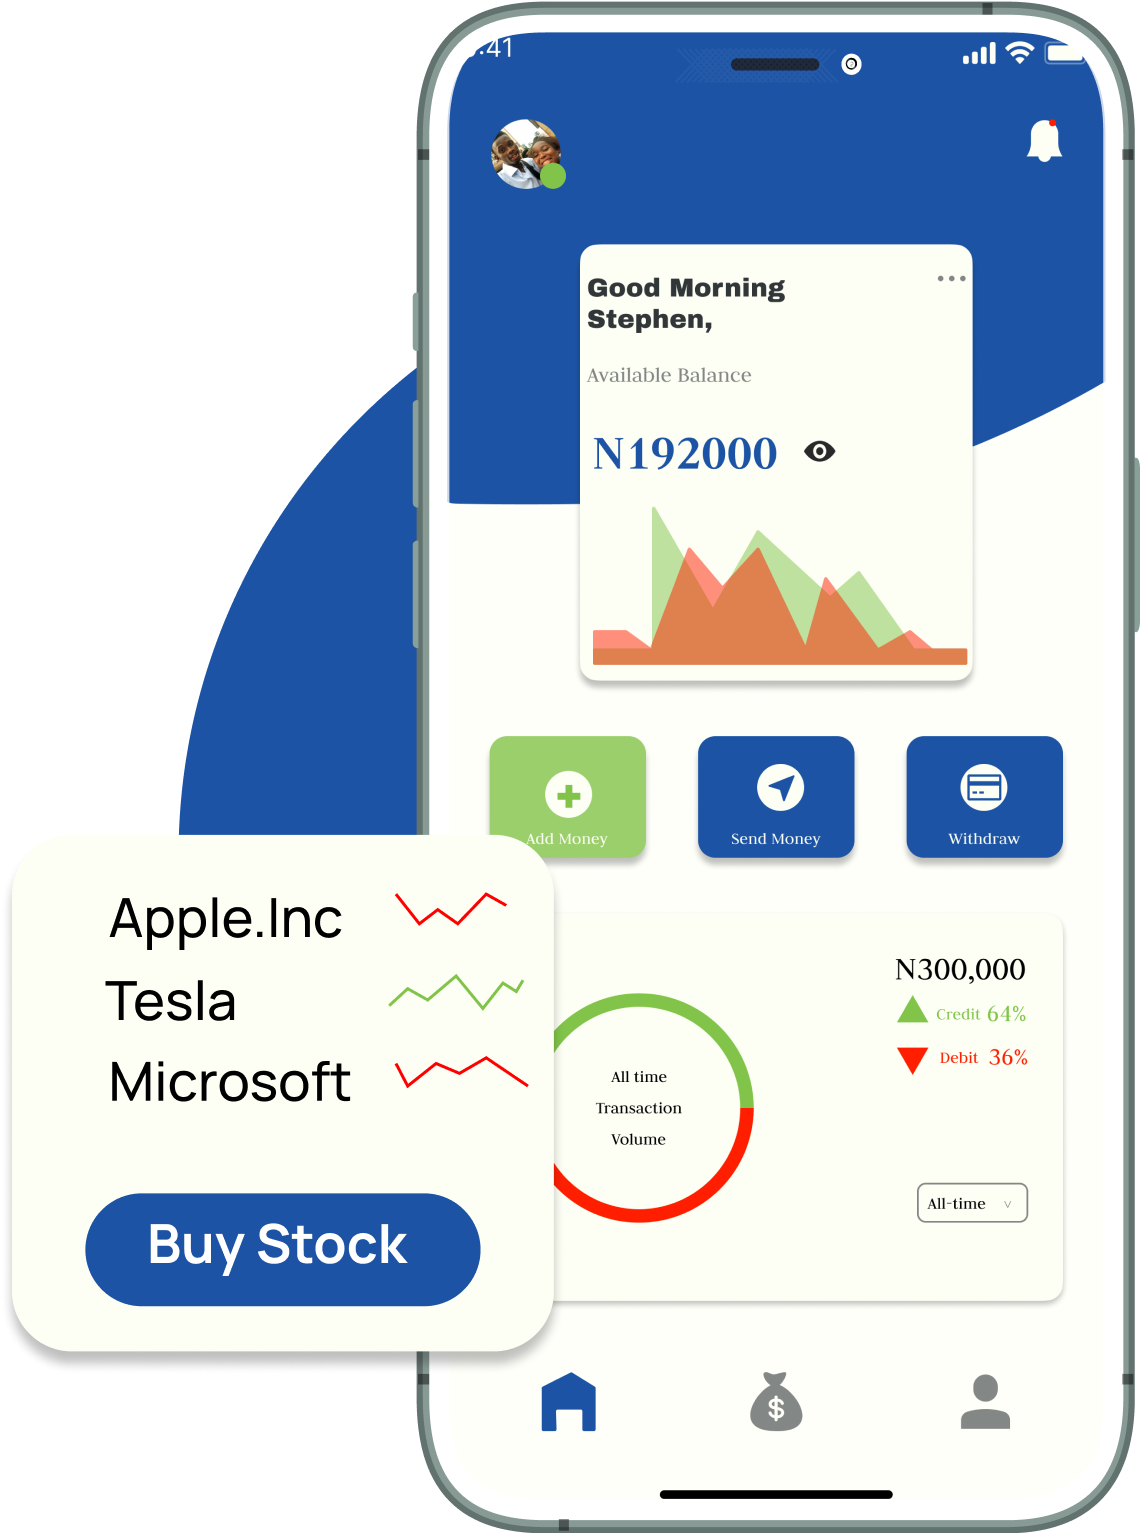 :41
Good Morning
Stephen,
Available Balance
N192000
Add Money
Send Money
Withdraw
Apple.Inc
Tesla
Microsoft
Buy Stock
N300,000
Credit 64%
Debit 36%
All time
Transaction
Volume
All-time
$